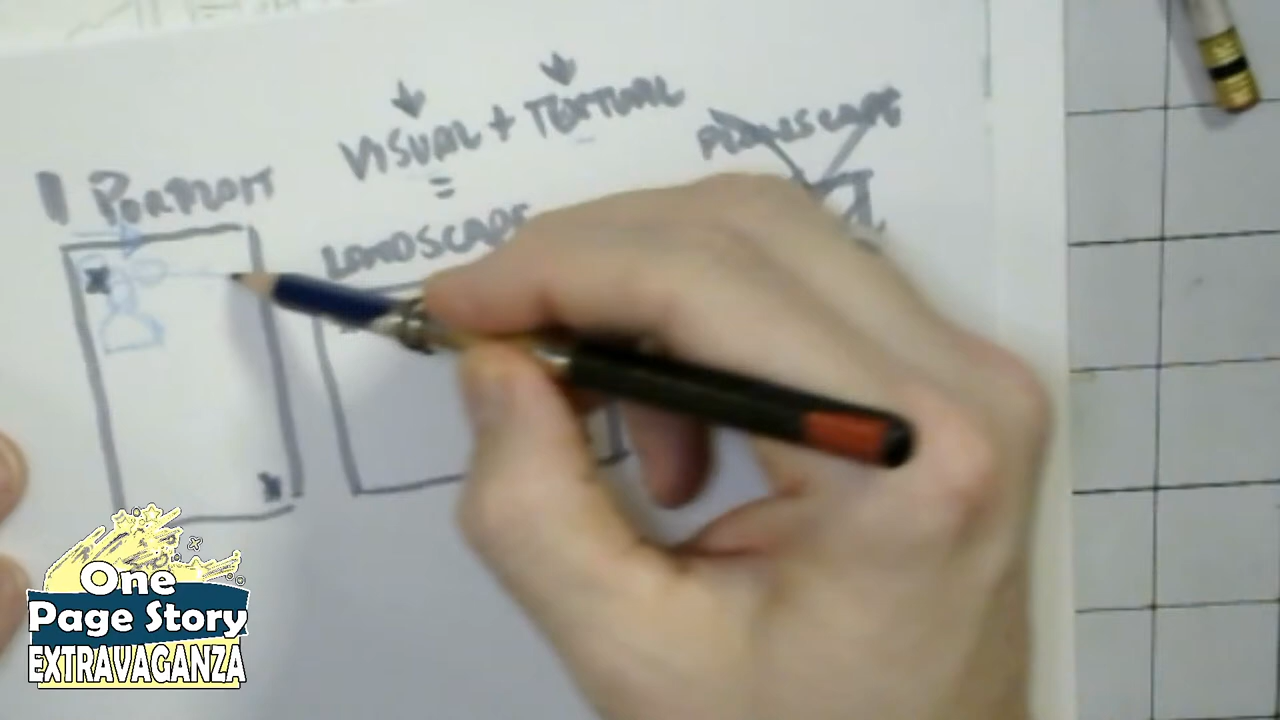 VISUAL + TEXTUAL
=
1 PORTRAIT
LANDSCAPE
One
Page Story
EXTRAVAGANZA